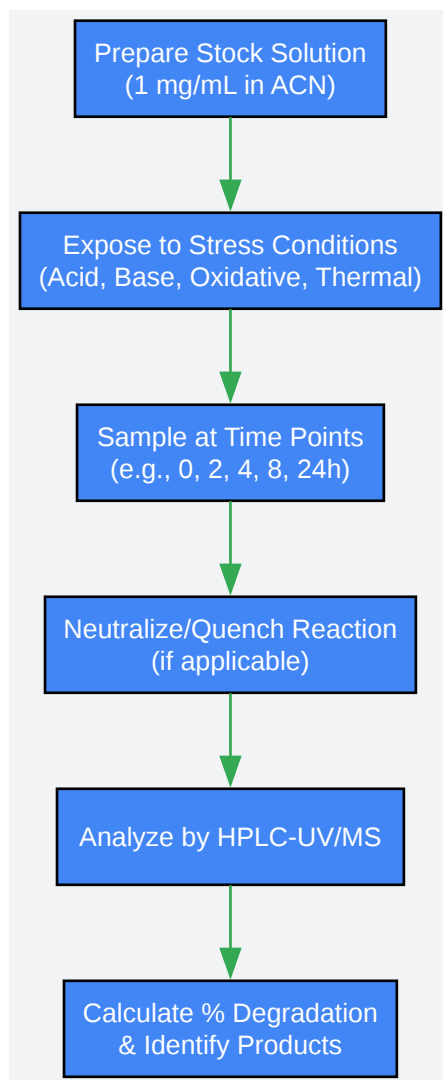 Prepare Stock Solution
(1 mg/mL in ACN)
Expose to Stress Conditions
(Acid, Base, Oxidative, Thermal)
Sample at Time Points
(e.g., 0, 2, 4, 8, 24h)
Neutralize/Quench Reaction
(if applicable)
Analyze by HPLC-UV/MS
Calculate % Degradation
& Identify Products